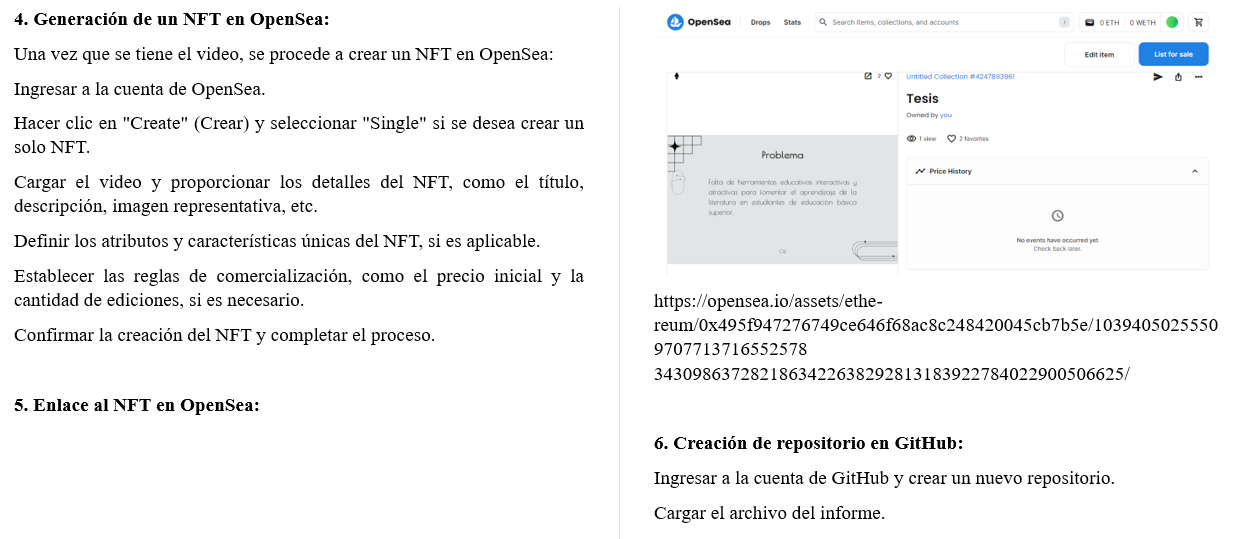 4. Generación de un NFT en OpenSea:
Una vez que se tiene el video, se procede a crear un NFT en OpenSea:
Ingresar a la cuenta de OpenSea.
Hacer clic en "Create" (Crear) y seleccionar "Single" si se desea crear un
solo NFT.
Cargar el video y proporcionar los detalles del NFT, como el título,
descripción, imagen representativa, etc.
Definir los atributos y características únicas del NFT, si es aplicable.
Establecer las reglas de comercialización, como el precio inicial y la
cantidad de ediciones, si es necesario.
Confirmar la creación del NFT y completar el proceso.
5. Enlace al NFT en OpenSea:
OpenSea Drops Stats Search items, collections, and accounts / 0 ETH 0 WETH
Edit item List for sale
2
Untitled Collection #4247893961
Tesis
Owned by you
1 view 2 favorites
Price History
No events have occurred yet
Check back later.
Problema
Falta de herramientas educativas interactivas y
atractivas para fomentar el aprendizaje de la
literatura en estudiantes de educación básica
superior.
https://opensea.io/assets/ethe-
reum/0x495f947276749ce646f68ac8c248420045cb7b5e/1039405025550
9707713716552578
3430986372821863422638292813183922784022900506625/
6. Creación de repositorio en GitHub:
Ingresar a la cuenta de GitHub y crear un nuevo repositorio.
Cargar el archivo del informe.